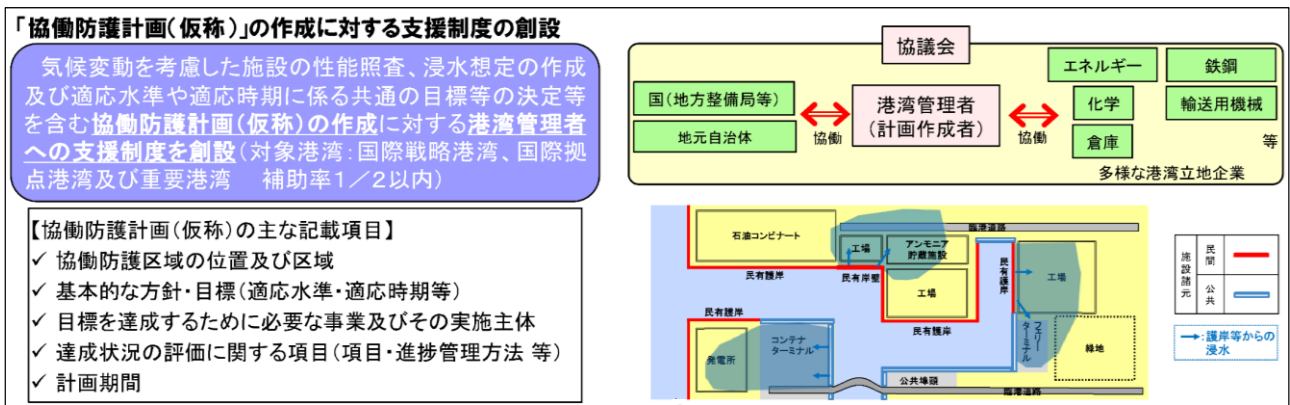 「協働防護計画(仮称)」の作成に対する支援制度の創設
気候変動を考慮した施設の性能照査、浸水想定の作成
及び適応水準や適応時期に係る共通の目標等の決定等
を含む協働防護計画(仮称)の作成に対する港湾管理者
への支援制度を創設(対象港湾:国際戦略港湾、国際拠
点港湾及び重要港湾　補助率1/2以内)
【協働防護計画(仮称)の主な記載項目】
✓ 協働防護区域の位置及び区域
✓ 基本的な方針・目標(適応水準・適応時期等)
✓ 目標を達成するために必要な事業及びその実施主体
✓ 達成状況の評価に関する項目(項目・進捗管理方法 等)
✓ 計画期間
協議会
国(地方整備局等)
地元自治体
協働
港湾管理者
(計画作成者)
協働
エネルギー
鉄鋼
化学
輸送用機械
倉庫
等
多様な港湾立地企業
石油コンビナート
臨港道路
工場
アンモニア
貯蔵施設
民有護岸
民有岸壁
工場
民有護岸
民有護岸
工場
民有護岸
発電所
コンテナ
ターミナル
フェリー
ターミナル
緑地
公共埠頭
臨港道路
施設諸元
民間
公共
→:護岸等からの
浸水